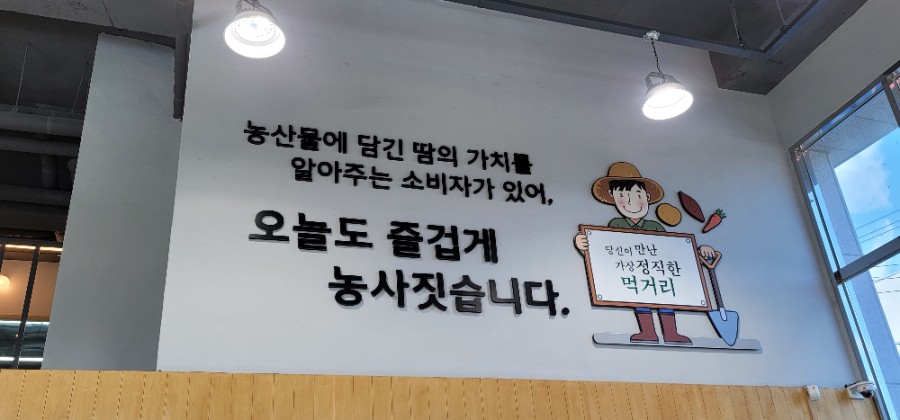 농산물에 담긴 땀의 가치를
알아주는 소비자가 있어,
오늘도 즐겁게
농사짓습니다.
당신이 만난
가장 정직한
먹거리